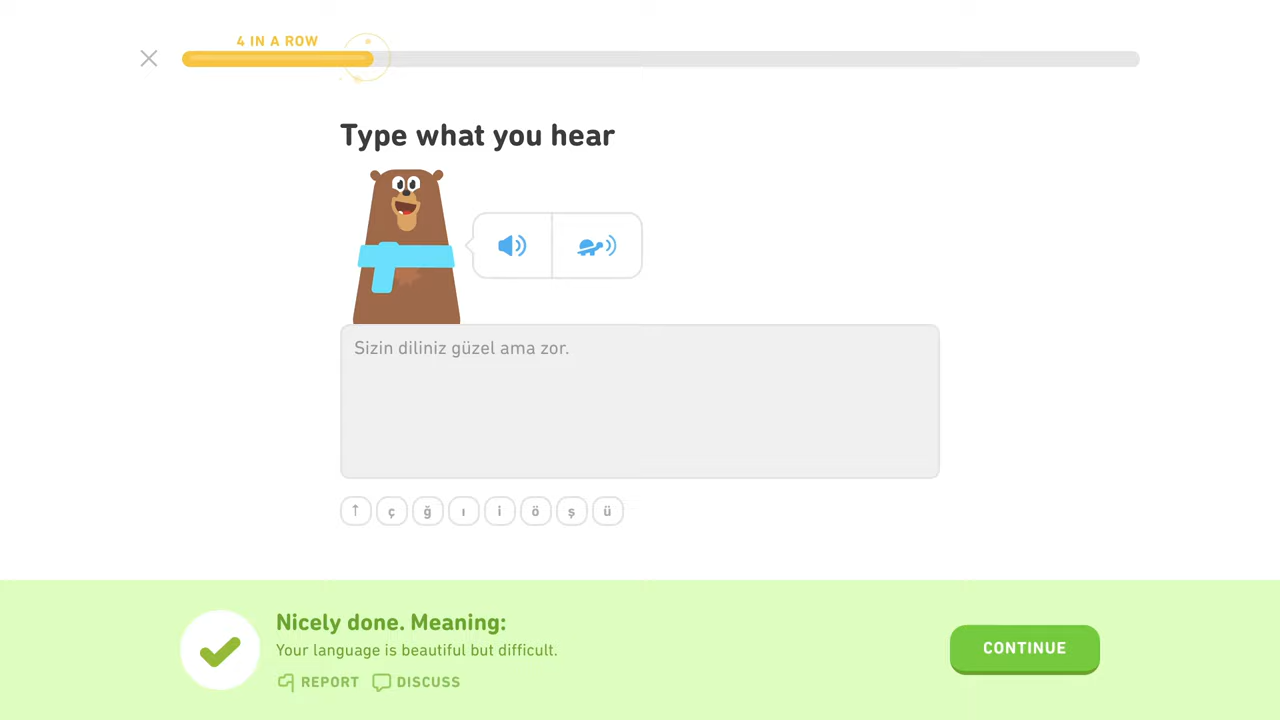 4 IN A ROW
Type what you hear
Sizin diliniz güzel ama zor.
↑ ç ğ ı i ö ş ü
Nicely done. Meaning:
Your language is beautiful but difficult.
CONTINUE
REPORT DISCUSS